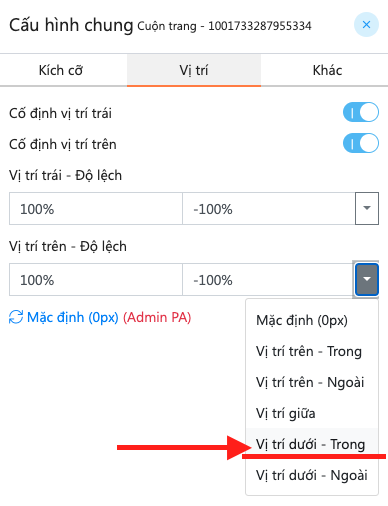 Cấu hình chung Cuộn trang - 1001733287955334
Kích cỡ Vị trí Khác
Cố định vị trí trái
Cố định vị trí trên
Vị trí trái - Độ lệch
100% -100%
Vị trí trên - Độ lệch
100% -100%
Mặc định (0px) (Admin PA)
Mặc định (0px)
Vị trí trên - Trong
Vị trí trên - Ngoài
Vị trí giữa
Vị trí dưới - Trong
Vị trí dưới - Ngoài